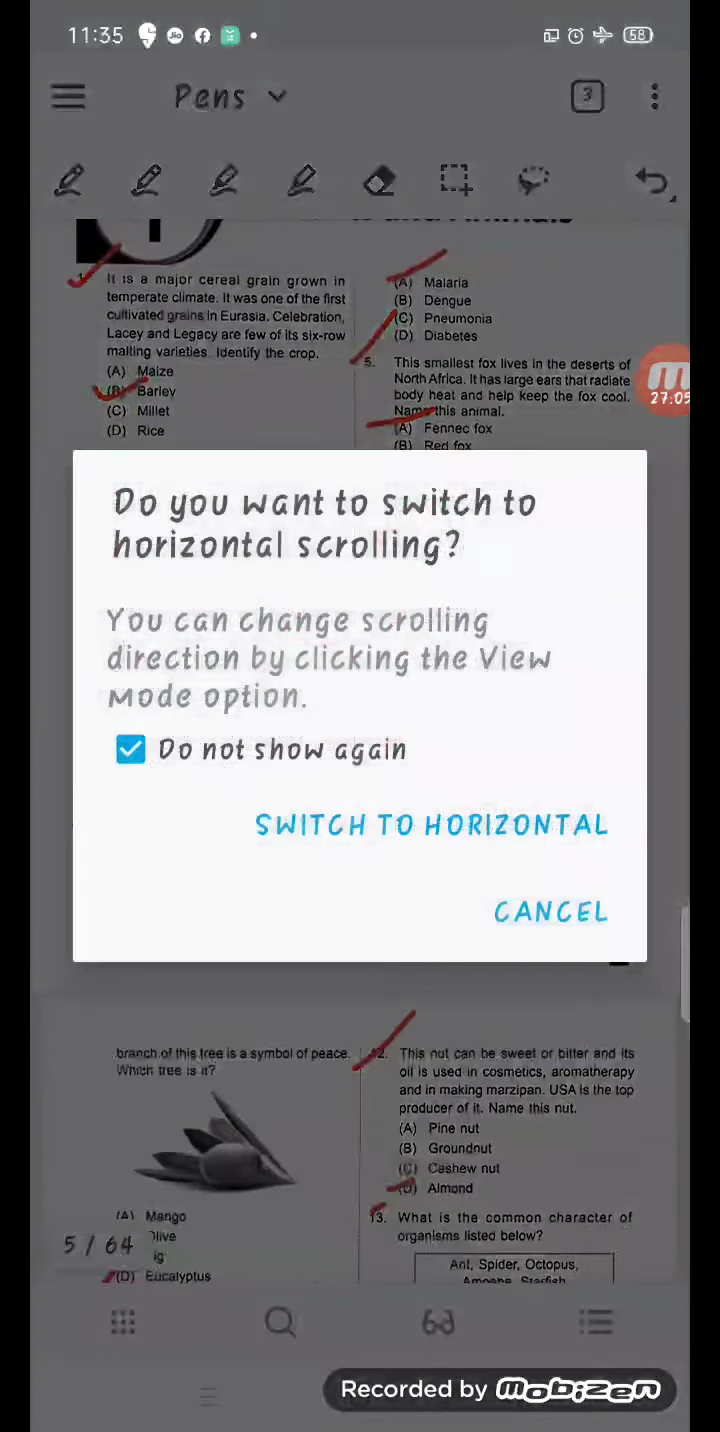 11:35
58
Pens
3
1. It is a major cereal grain grown in
temperate climate. It was one of the first
cultivated grains in Eurasia. Celebration,
Lacey and Legacy are few of its six-row
malting varieties. Identify the crop.
(A) Maize
(B) Barley
(C) Millet
(D) Rice
(A) Malaria
(B) Dengue
(C) Pneumonia
(D) Diabetes
5. This smallest fox lives in the deserts of
North Africa. It has large ears that radiate
body heat and help keep the fox cool.
Name this animal.
(A) Fennec fox
(B) Red fox
27:05
Do you want to switch to
horizontal scrolling?
You can change scrolling
direction by clicking the View
Mode option.
Do not show again
SWITCH TO HORIZONTAL
CANCEL
branch of this tree is a symbol of peace.
Which tree is it?
(A) Mango
Olive
(D) Eucalyptus
5 / 64
12. This nut can be sweet or bitter and its
oil is used in cosmetics, aromatherapy
and in making marzipan. USA is the top
producer of it. Name this nut.
(A) Pine nut
(B) Groundnut
(C) Cashew nut
(D) Almond
13. What is the common character of
organisms listed below?
Ant, Spider, Octopus,
Amoeba, Starfish
Recorded by Mobizen